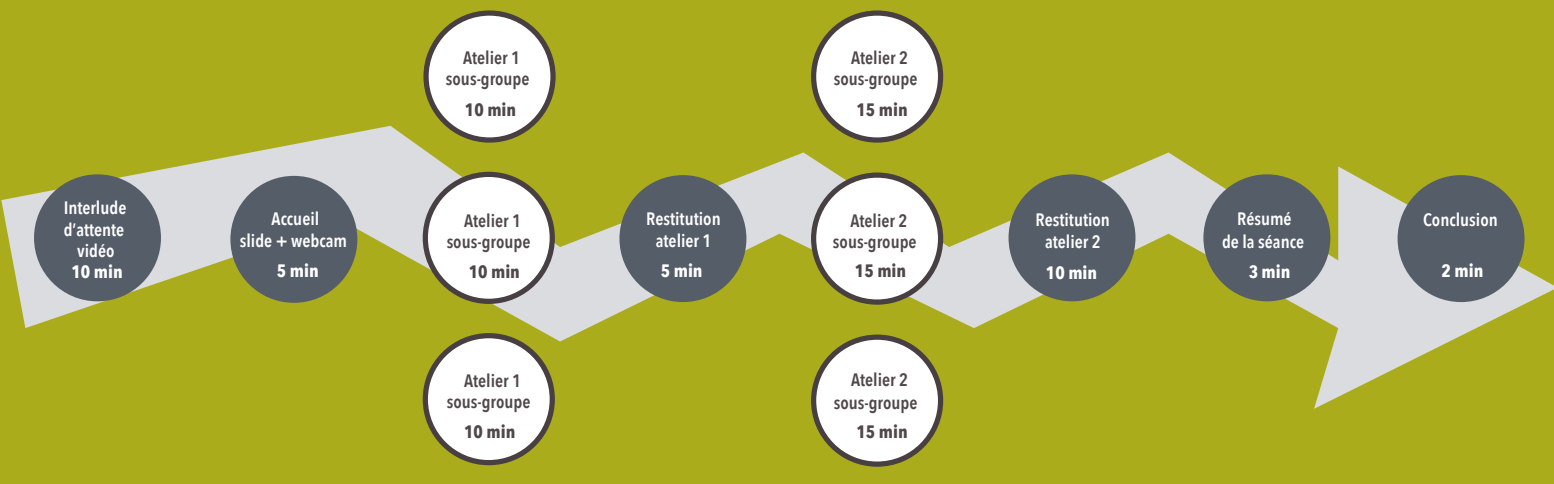 Interlude
d'attente
vidéo
10 min
Accueil
slide + webcam
5 min
Atelier 1
sous-groupe
10 min
Atelier 1
sous-groupe
10 min
Atelier 1
sous-groupe
10 min
Restitution
atelier 1
5 min
Atelier 2
sous-groupe
15 min
Atelier 2
sous-groupe
15 min
Atelier 2
sous-groupe
15 min
Restitution
atelier 2
10 min
Résumé
de la séance
3 min
Conclusion
2 min